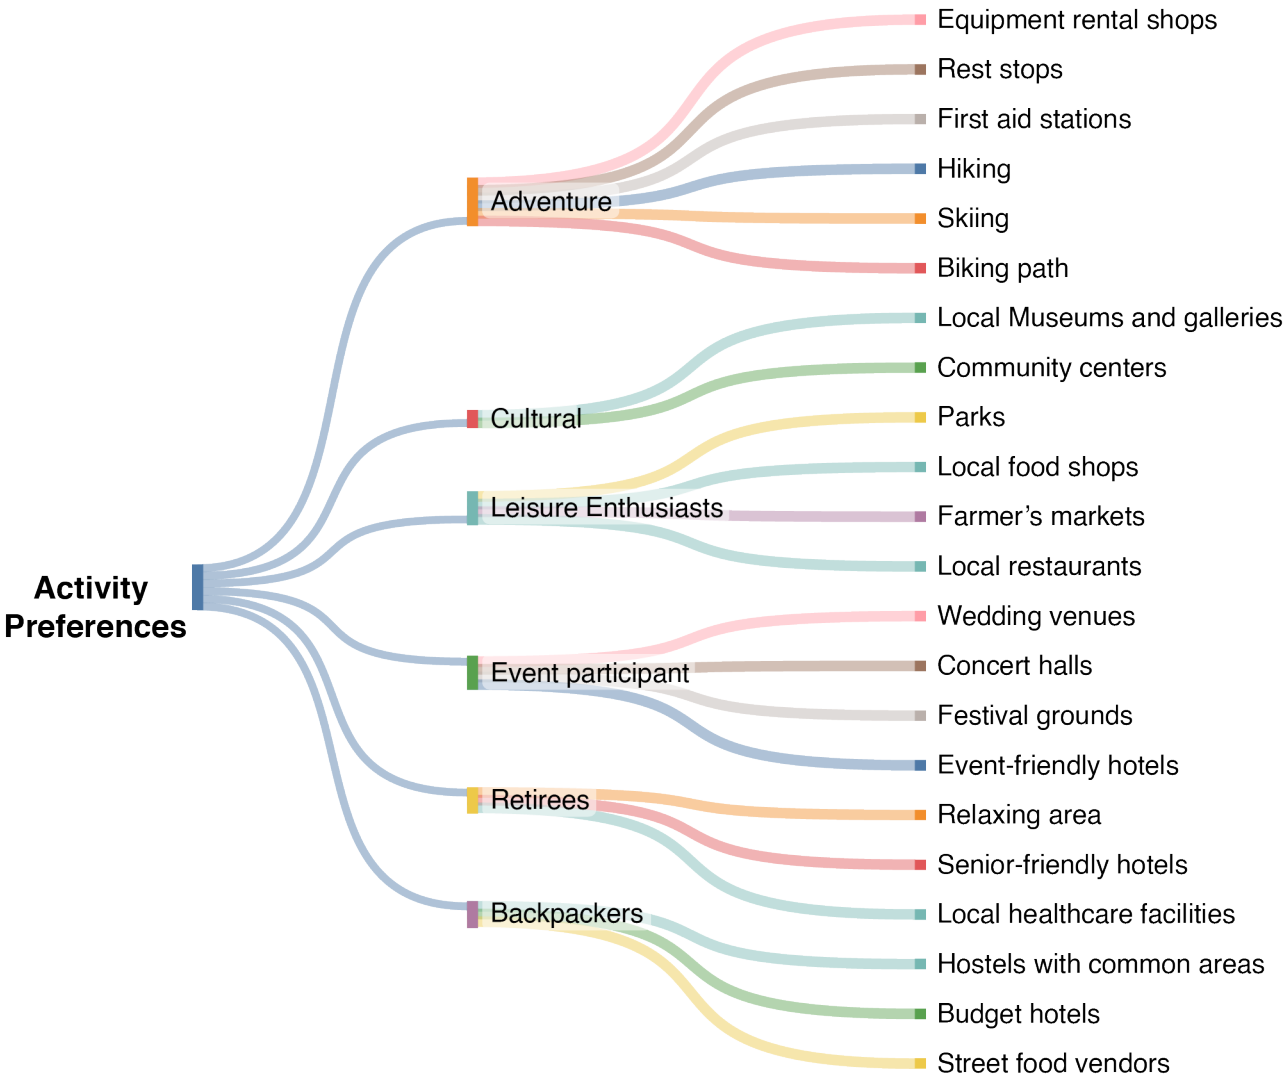 Activity
Preferences
Adventure
Cultural
Leisure Enthusiasts
Event participant
Retirees
Backpackers
Equipment rental shops
Rest stops
First aid stations
Hiking
Skiing
Biking path
Local Museums and galleries
Community centers
Parks
Local food shops
Farmer’s markets
Local restaurants
Wedding venues
Concert halls
Festival grounds
Event-friendly hotels
Relaxing area
Senior-friendly hotels
Local healthcare facilities
Hostels with common areas
Budget hotels
Street food vendors